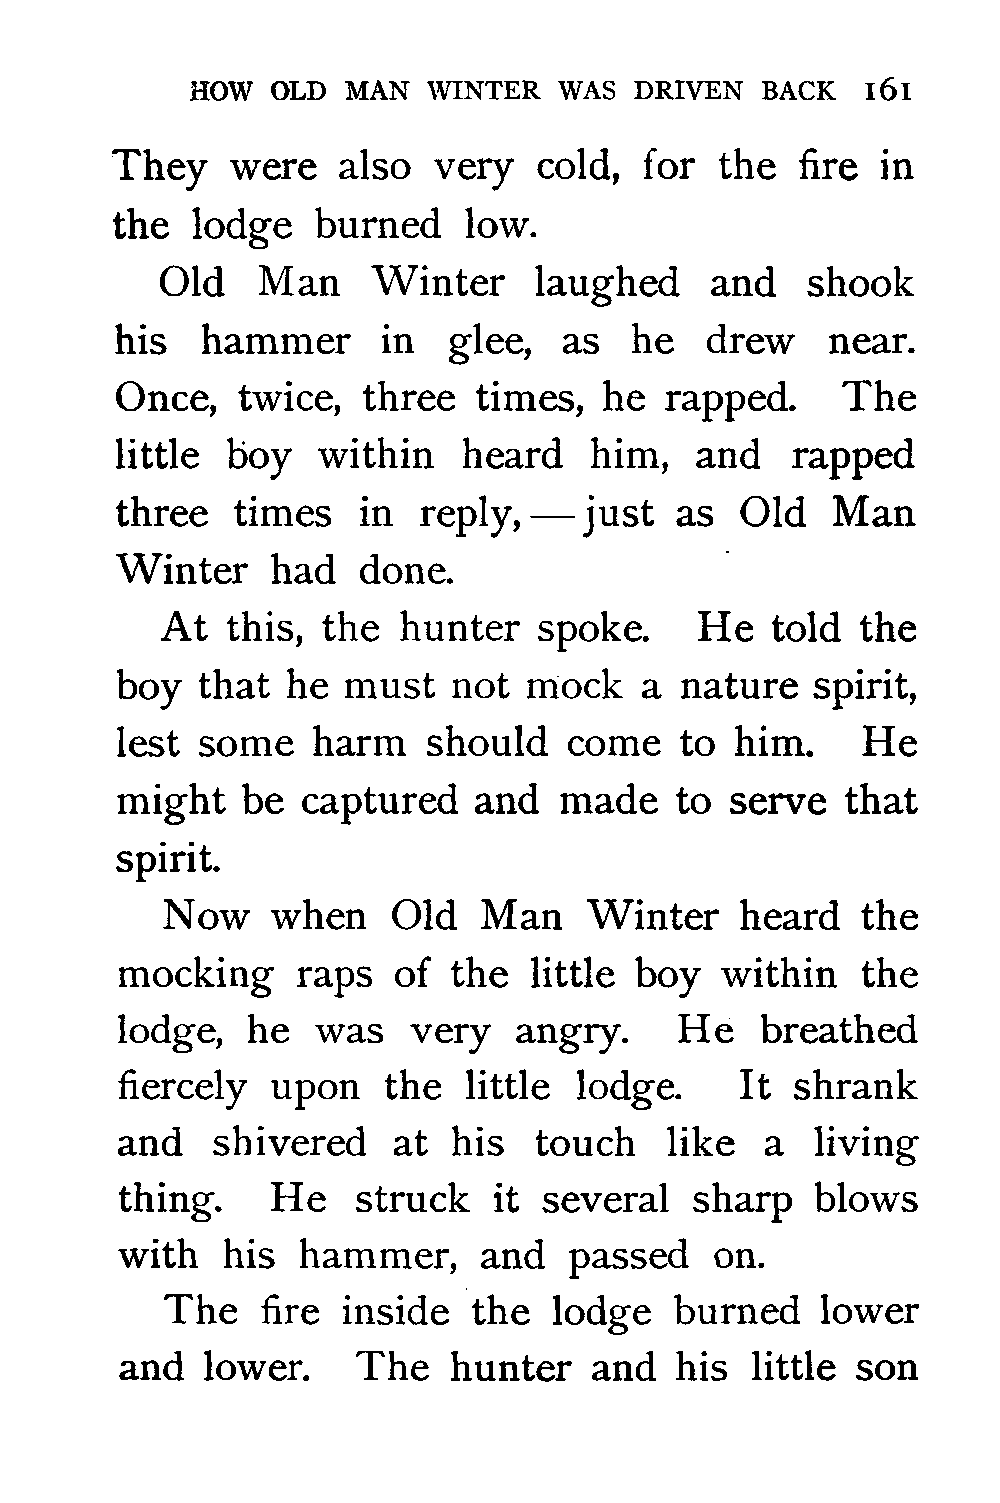 HOW OLD MAN WINTER WAS DRIVEN BACK 161
They were also very cold, for the fire in
the lodge burned low.
Old Man Winter laughed and shook
his hammer in glee, as he drew near.
Once, twice, three times, he rapped. The
little boy within heard him, and rapped
three times in reply, — just as Old Man
Winter had done.
At this, the hunter spoke. He told the
boy that he must not mock a nature spirit,
lest some harm should come to him. He
might be captured and made to serve that
spirit.
Now when Old Man Winter heard the
mocking raps of the little boy within the
lodge, he was very angry. He breathed
fiercely upon the little lodge. It shrank
and shivered at his touch like a living
thing. He struck it several sharp blows
with his hammer, and passed on.
The fire inside the lodge burned lower
and lower. The hunter and his little son